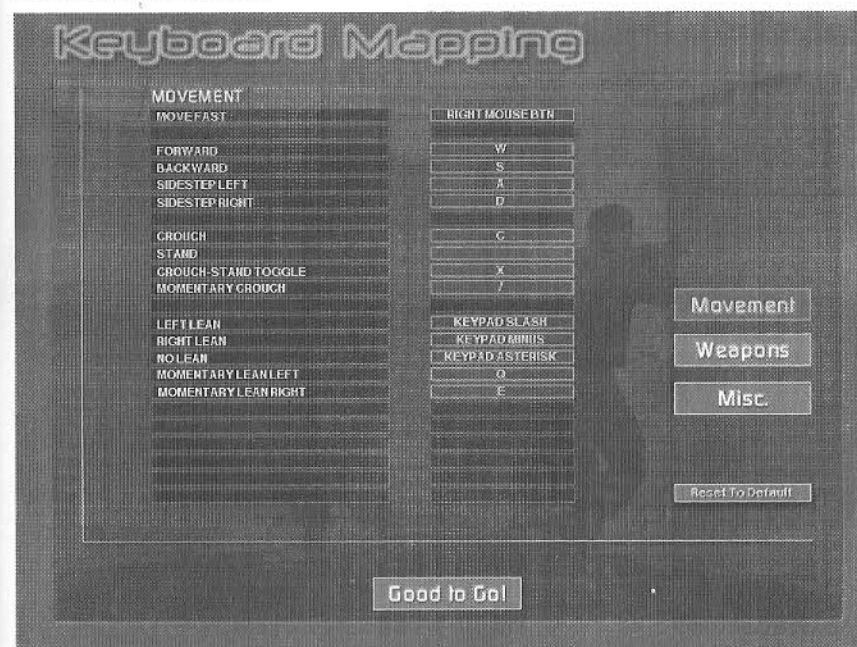 Keyboard Mapping
MOVEMENT
MOVE FAST RIGHT MOUSE BTN
FORWARD W
BACKWARD S
SIDESTEP LEFT A
SIDESTEP RIGHT D
CROUCH C
STAND
CROUCH-STAND TOGGLE X
MOMENTARY CROUCH /
LEFT LEAN KEYPAD SLASH
RIGHT LEAN KEYPAD MINUS
NO LEAN KEYPAD ASTERISK
MOMENTARY LEAN LEFT Q
MOMENTARY LEAN RIGHT E
Movement
Weapons
Misc.
Reset To Default
Good to Go!